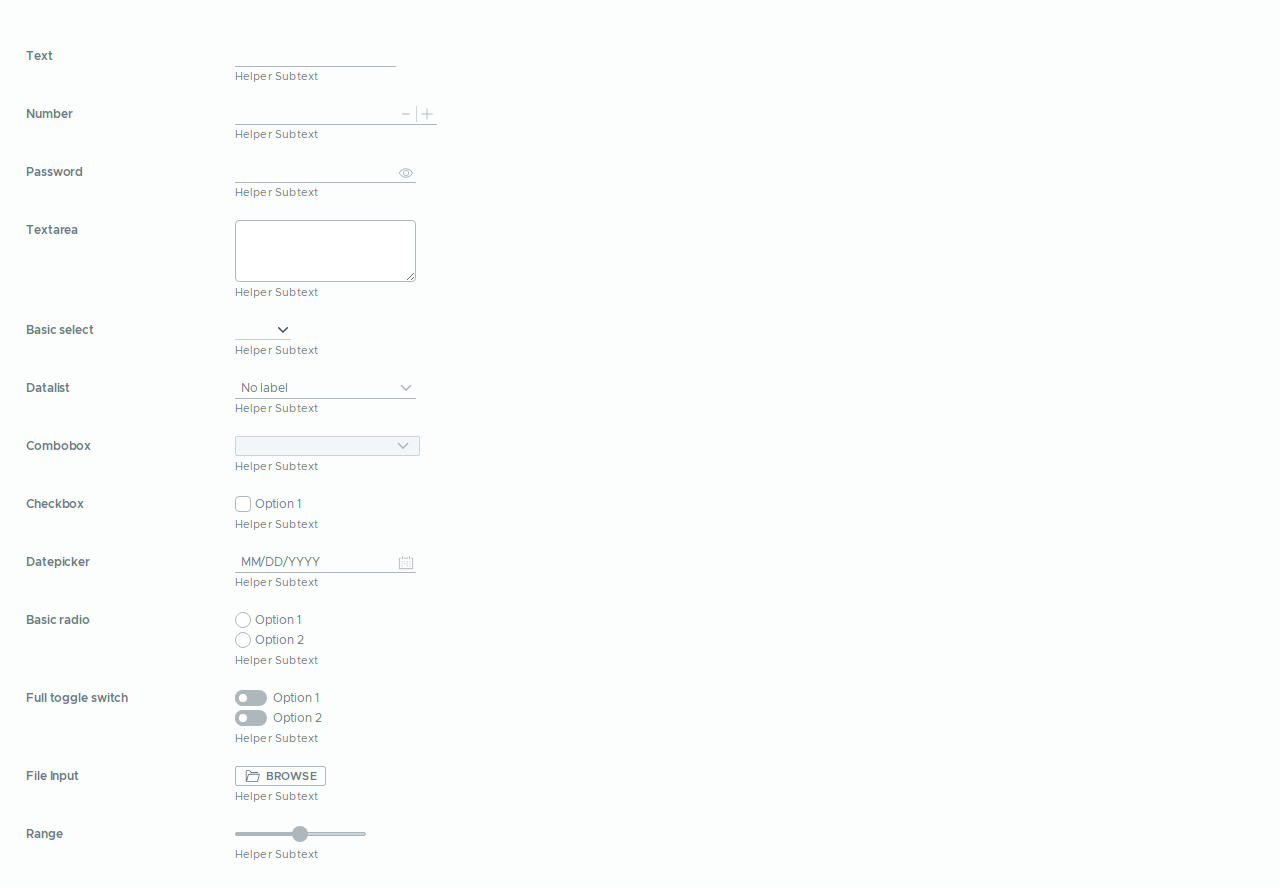 Text
Helper Subtext
Number
Helper Subtext
Password
Helper Subtext
Textarea
Helper Subtext
Basic select
Helper Subtext
Datalist No label
Helper Subtext
Combobox
Helper Subtext
Checkbox Option 1
Helper Subtext
Datepicker MM/DD/YYYY
Helper Subtext
Basic radio Option 1
Option 2
Helper Subtext
Full toggle switch Option 1
Option 2
Helper Subtext
File Input BROWSE
Helper Subtext
Range
Helper Subtext